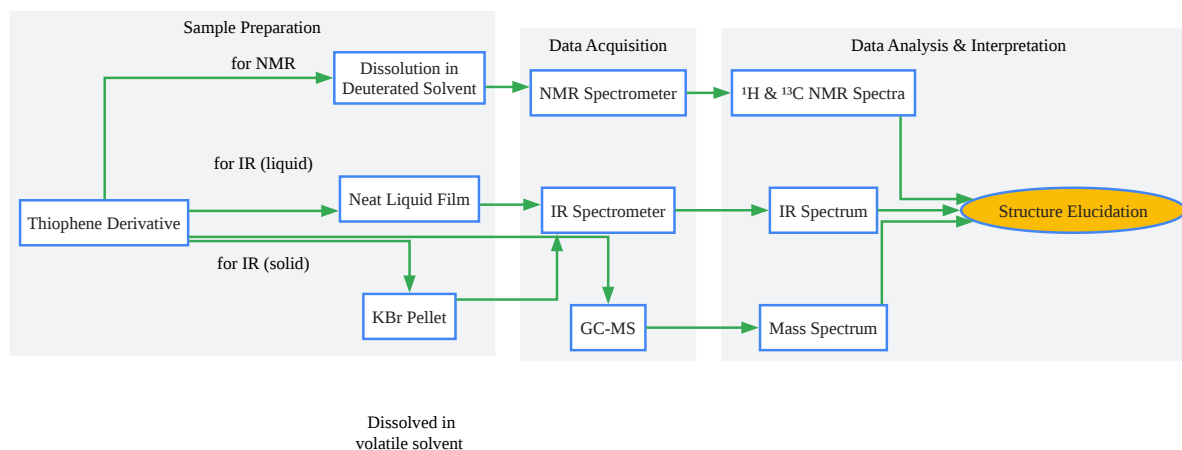 Sample Preparation
Data Acquisition
Data Analysis & Interpretation
for NMR
Dissolution in
Deuterated Solvent
NMR Spectrometer
¹H & ¹³C NMR Spectra
for IR (liquid)
Neat Liquid Film
Thiophene Derivative
IR Spectrometer
IR Spectrum
Structure Elucidation
for IR (solid)
KBr Pellet
GC-MS
Mass Spectrum
Dissolved in
volatile solvent